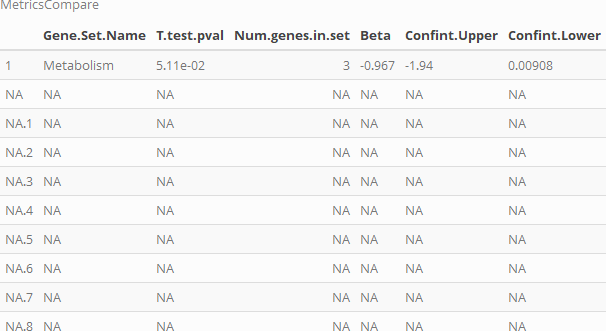 MetricsCompare
Gene.Set.Name T.test.pval Num.genes.in.set Beta Confint.Upper Confint.Lower
1 Metabolism 5.11e-02 3 -0.967 -1.94 0.00908
NA NA NA NA NA NA NA
NA.1 NA NA NA NA NA NA
NA.2 NA NA NA NA NA NA
NA.3 NA NA NA NA NA NA
NA.4 NA NA NA NA NA NA
NA.5 NA NA NA NA NA NA
NA.6 NA NA NA NA NA NA
NA.7 NA NA NA NA NA NA
NA.8 NA NA NA NA NA NA